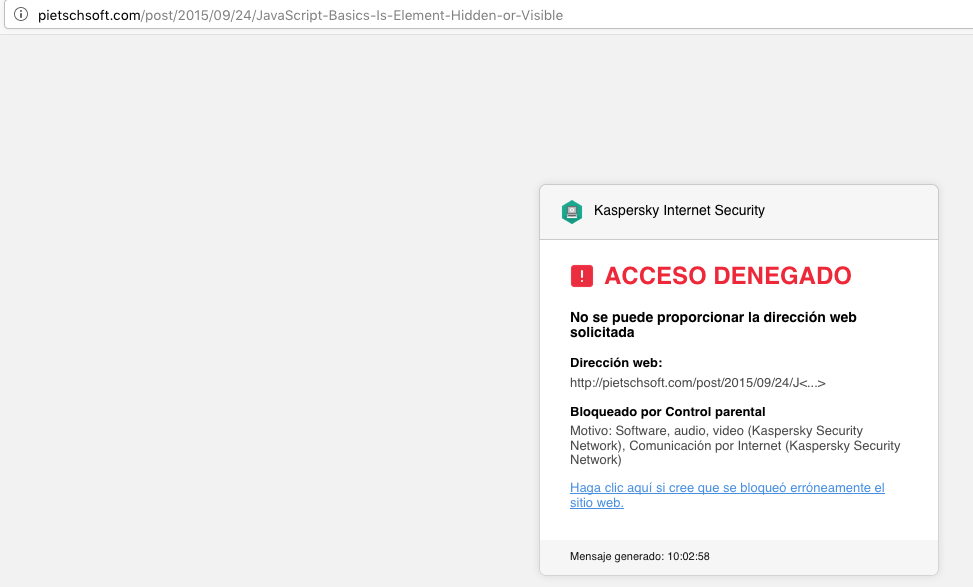 pietschsoft.com/post/2015/09/24/JavaScript-Basics-Is-Element-Hidden-or-Visible
Kaspersky Internet Security
ACCESO DENEGADO
No se puede proporcionar la dirección web
solicitada
Dirección web:
http://pietschsoft.com/post/2015/09/24/J<...>
Bloqueado por Control parental
Motivo: Software, audio, video (Kaspersky Security
Network), Comunicación por Internet (Kaspersky Security
Network)
Haga clic aquí si cree que se bloqueó erróneamente el
sitio web.
Mensaje generado: 10:02:58